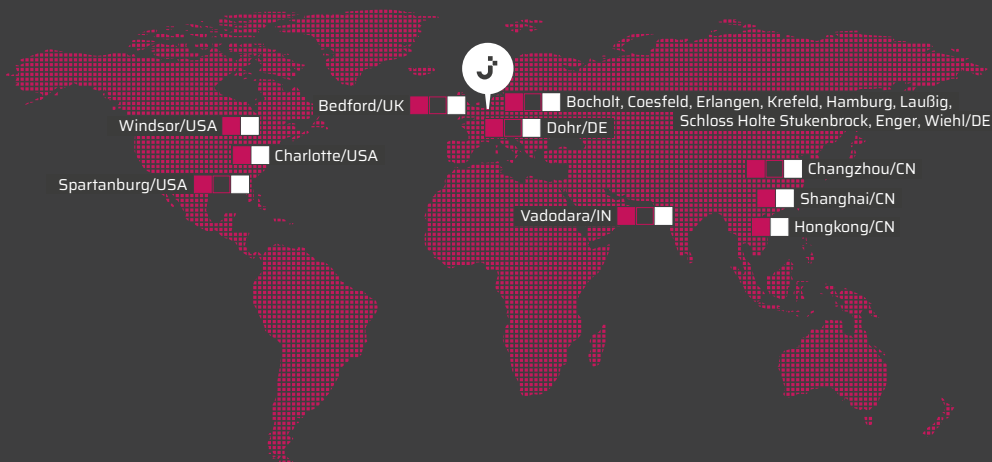 Bedford/UK
Bocholt, Coesfeld, Erlangen, Krefeld, Hamburg, Laußig,
Schloss Holte Stukenbrock, Enger, Wiehl/DE
Windsor/USA
Dohr/DE
Charlotte/USA
Changzhou/CN
Spartanburg/USA
Shanghai/CN
Vadodara/IN
Hongkong/CN